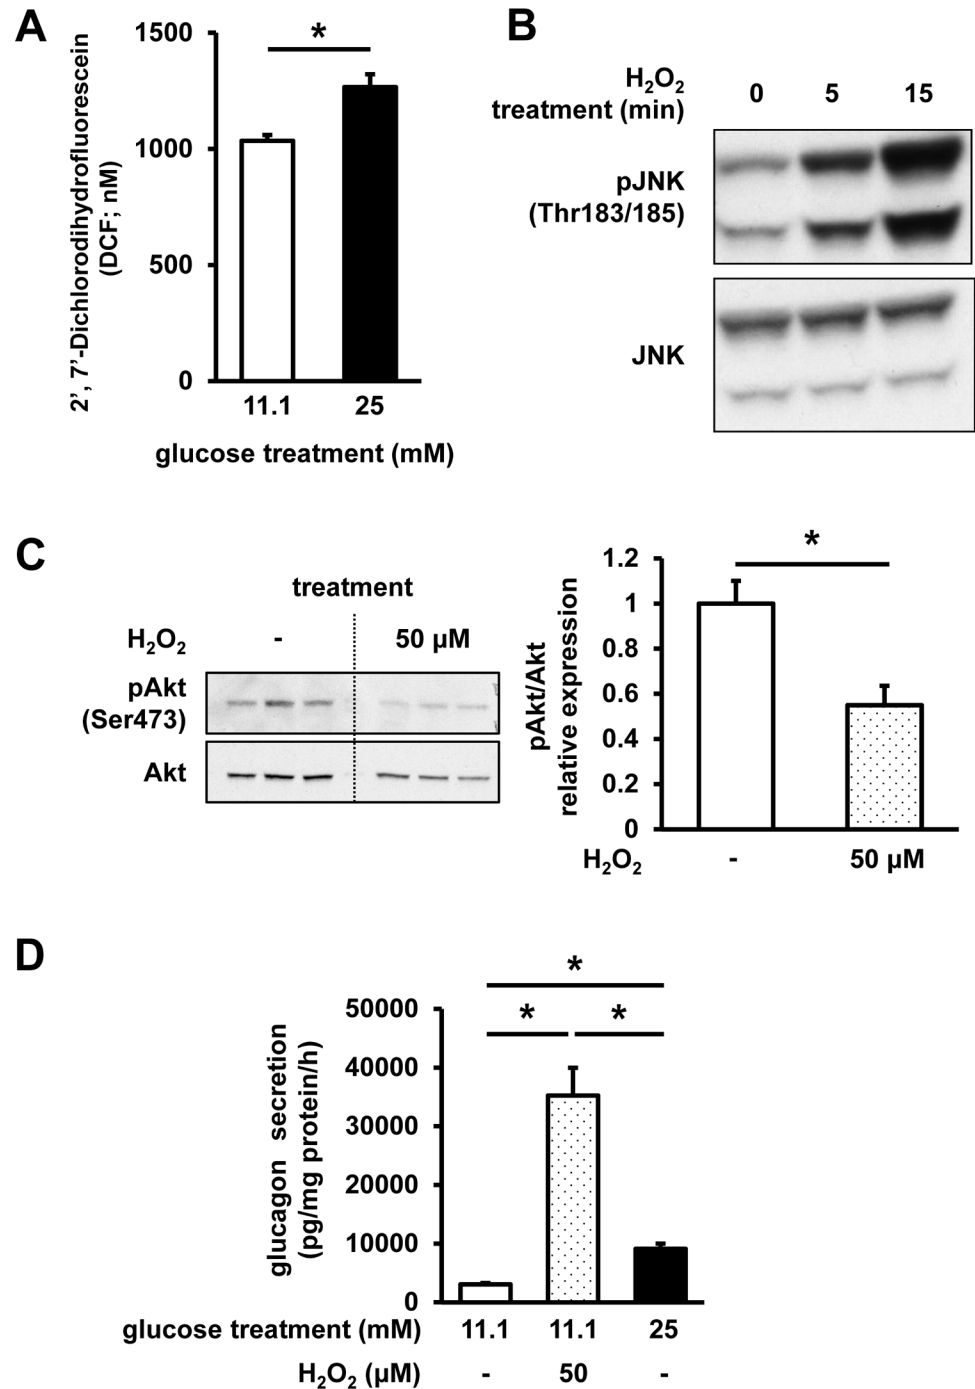 A
2', 7'-Dichlorodihydrofluorescein
(DCF; nM)
1500
1000
500
0
*
11.1 25
glucose treatment (mM)
B
H₂O₂
treatment (min)
0 5 15
pJNK
(Thr183/185)
JNK
C
treatment
H₂O₂ - 50 µM
pAkt
(Ser473)
Akt
pAkt/Akt
relative expression
1.2
1
0.8
0.6
0.4
0.2
0
*
H₂O₂ - 50 µM
D
glucagon secretion
(pg/mg protein/h)
50000
40000
30000
20000
10000
0
*
* *
glucose treatment (mM) 11.1 11.1 25
H₂O₂ (µM) - 50 -